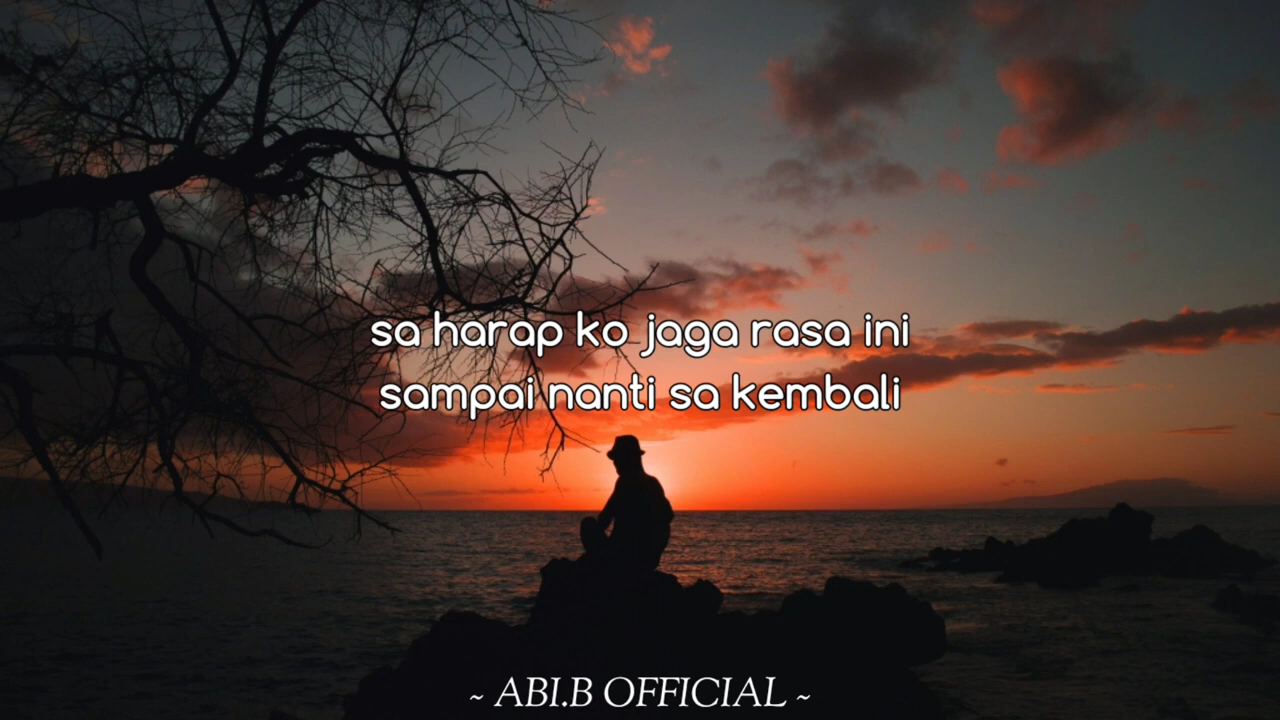 sa harap ko jaga rasa ini
sampai nanti sa kembali
~ ABI.B OFFICIAL ~